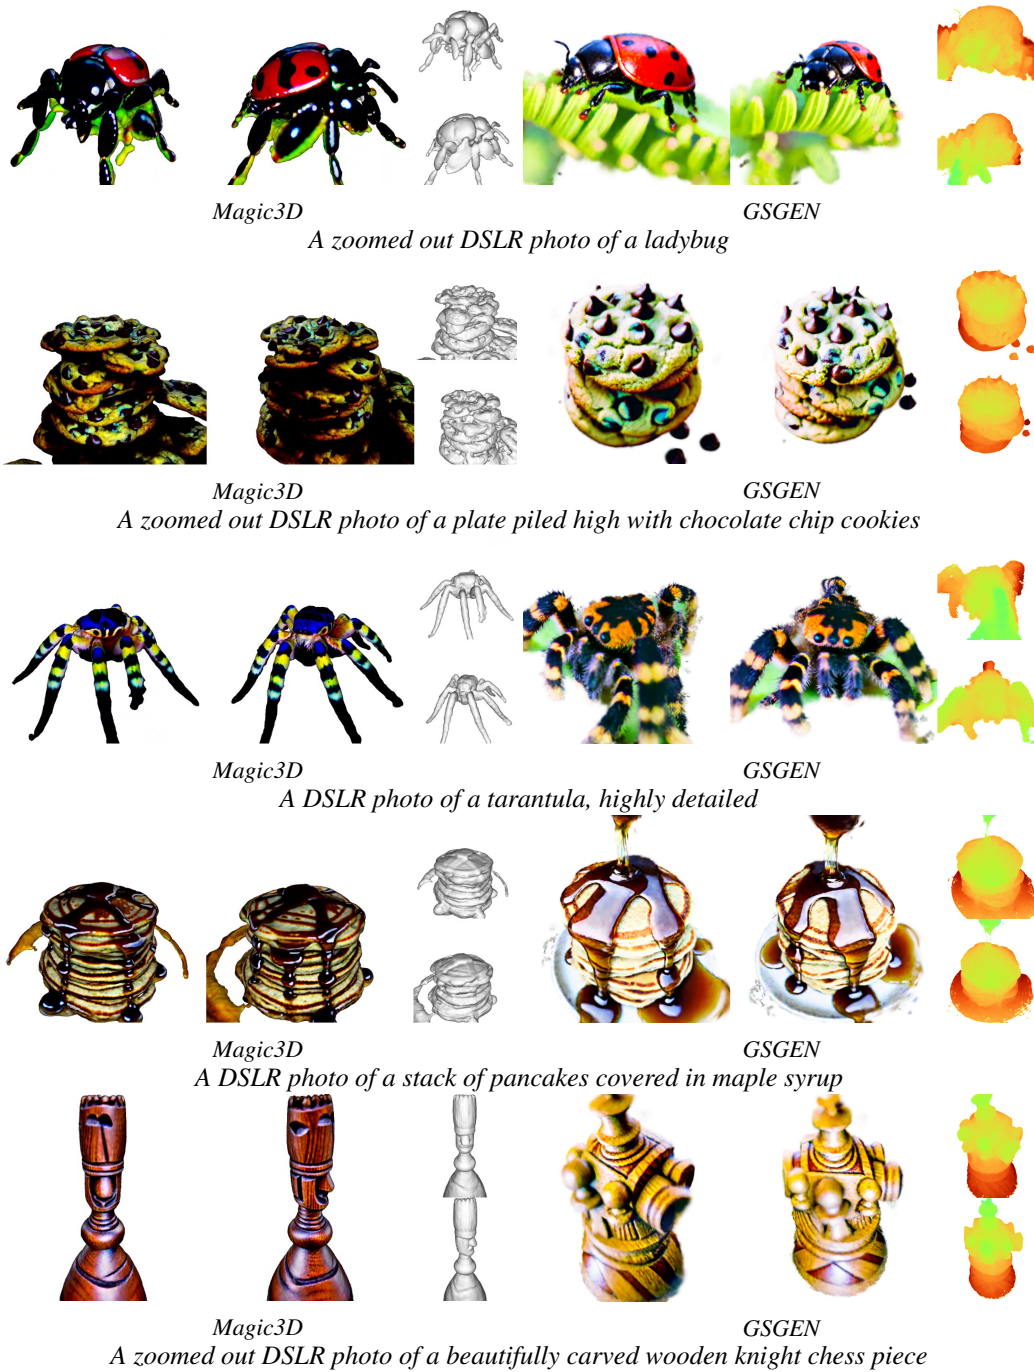 Magic3D GSGEN
A zoomed out DSLR photo of a ladybug
Magic3D GSGEN
A zoomed out DSLR photo of a plate piled high with chocolate chip cookies
Magic3D GSGEN
A DSLR photo of a tarantula, highly detailed
Magic3D GSGEN
A DSLR photo of a stack of pancakes covered in maple syrup
Magic3D GSGEN
A zoomed out DSLR photo of a beautifully carved wooden knight chess piece